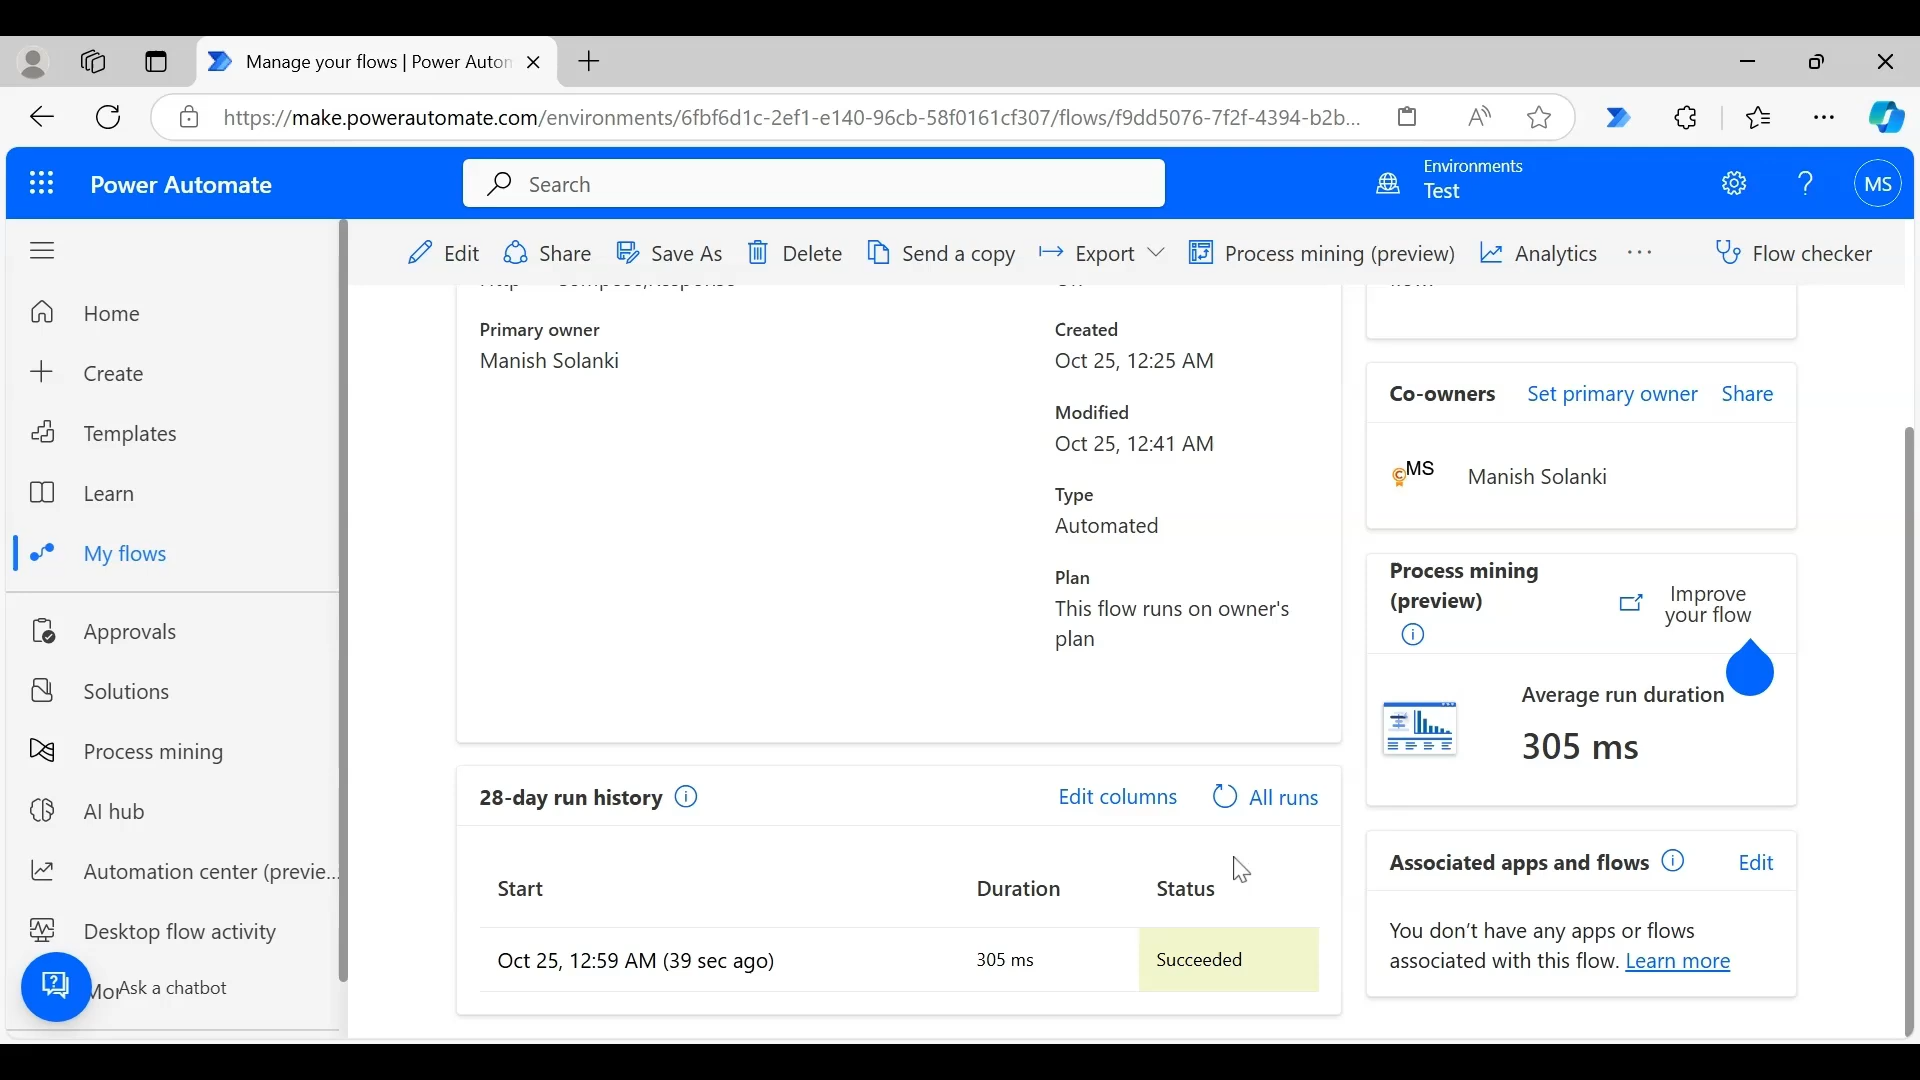 Manage your flows | Power Autom
https://make.powerautomate.com/environments/6fbf6d1c-2ef1-e140-96cb-58f0161cf307/flows/f9dd5076-7f2f-4394-b2b...
Power Automate
Search
Environments
Test
MS
Edit
Share
Save As
Delete
Send a copy
Export
Process mining (preview)
Analytics
Flow checker
Home
Create
Templates
Learn
My flows
Approvals
Solutions
Process mining
AI hub
Automation center (previe...
Desktop flow activity
Ask a chatbot
Primary owner
Manish Solanki
Created
Oct 25, 12:25 AM
Modified
Oct 25, 12:41 AM
Type
Automated
Plan
This flow runs on owner's
plan
28-day run history
Edit columns
All runs
Start Duration Status
Oct 25, 12:59 AM (39 sec ago) 305 ms Succeeded
Co-owners
Set primary owner
Share
MS
Manish Solanki
Process mining
(preview)
Improve
your flow
Average run duration
305 ms
Associated apps and flows
Edit
You don't have any apps or flows
associated with this flow. Learn more